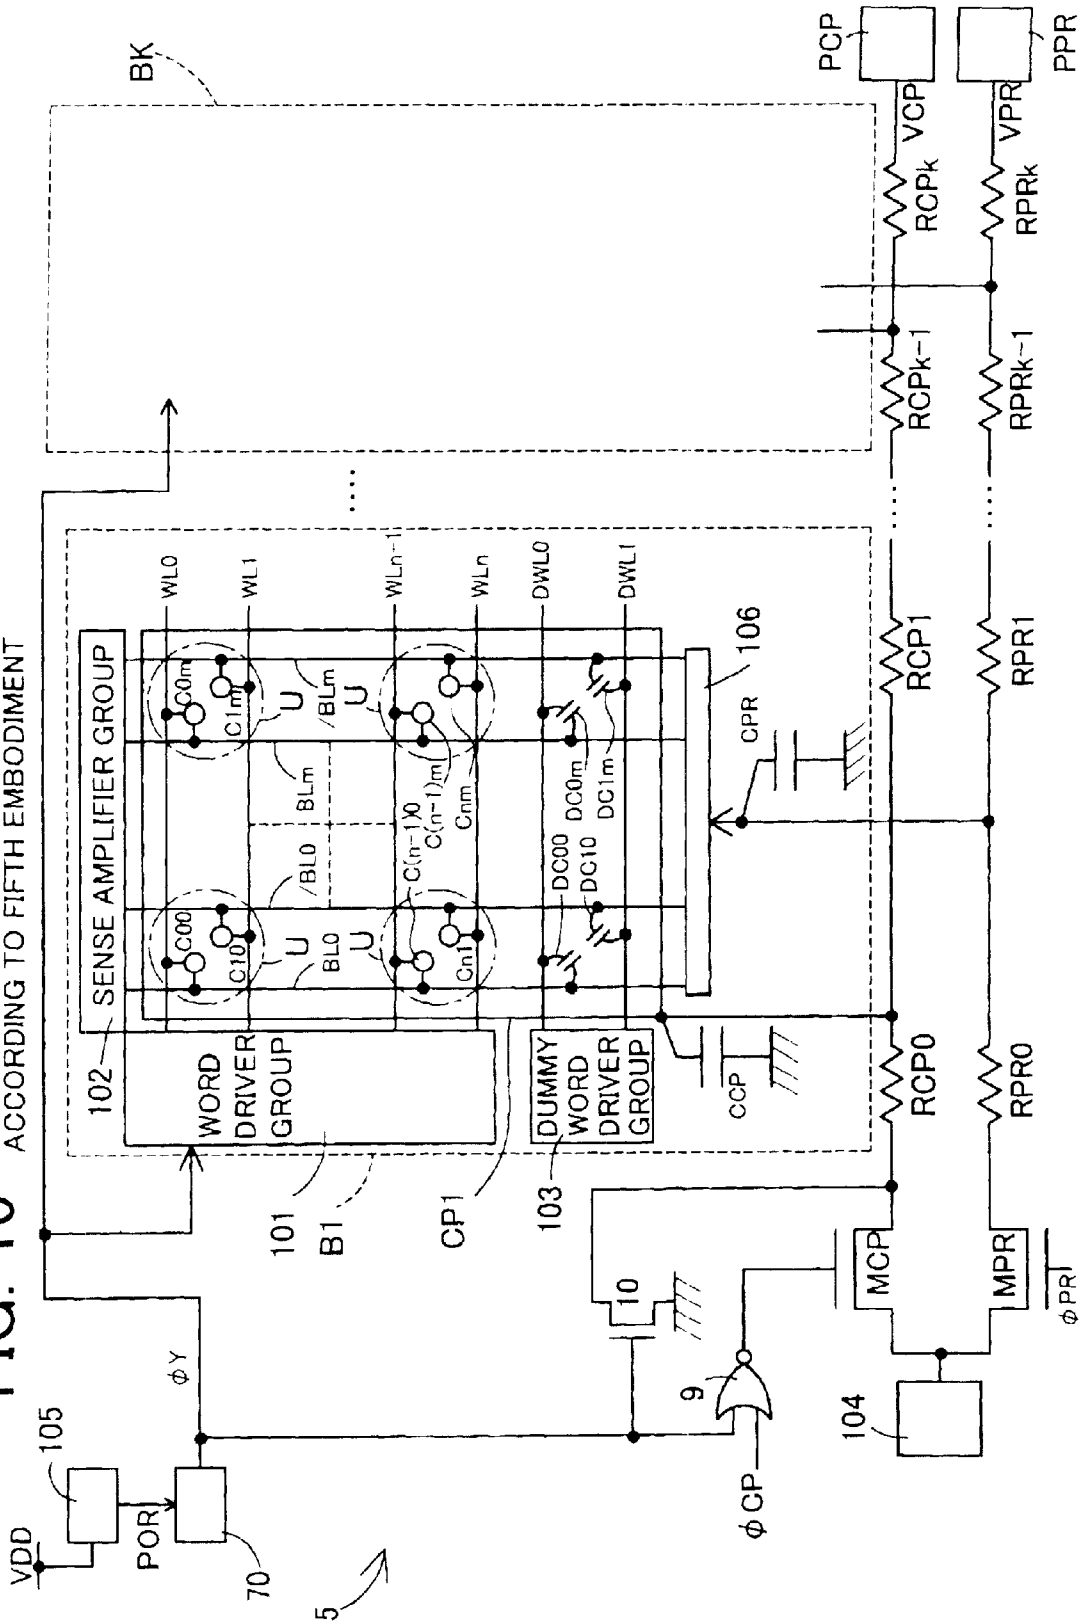 FIG. 10
ACCORDING TO FIFTH EMBODIMENT
VDD
105
POR
70
5
φY
BK
102
SENSE AMPLIFIER GROUP
WORD
DRIVER
GROUP
101
B1
CP1
103
DUMMY
WORD
DRIVER
GROUP
C00
C10
U
BL0
/BL0
U
Cn1
C(n-1)0
C(n-1)m
Cnm
C0m
C1m
U
BLm
/BLm
U
WL0
WL1
WLn-1
WLn
DWL0
DWL1
DC00
DC10
DC0m
DC1m
106
CPR
CCP
10
9
φCP
MCP
MPR
φPR
104
RCP0
RPR0
RCP1
RPR1
RCPk-1
RPRk-1
RCPk
RPRk
VCP
VPR
PCP
PPR